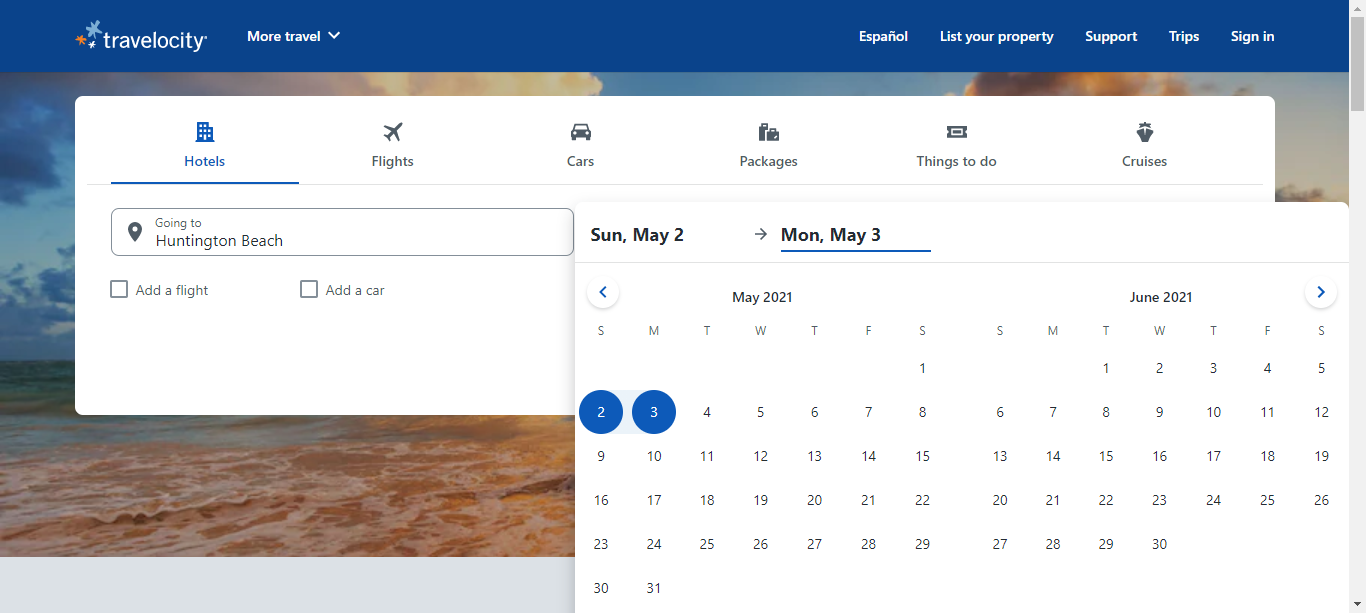 travelocity
More travel
Español
List your property
Support
Trips
Sign in
Hotels
Flights
Cars
Packages
Things to do
Cruises
Going to
Huntington Beach
Add a flight
Add a car
Sun, May 2
Mon, May 3
May 2021
S M T W T F S
1
2 3 4 5 6 7 8
9 10 11 12 13 14 15
16 17 18 19 20 21 22
23 24 25 26 27 28 29
30 31
June 2021
S M T W T F S
1 2 3 4 5
6 7 8 9 10 11 12
13 14 15 16 17 18 19
20 21 22 23 24 25 26
27 28 29 30